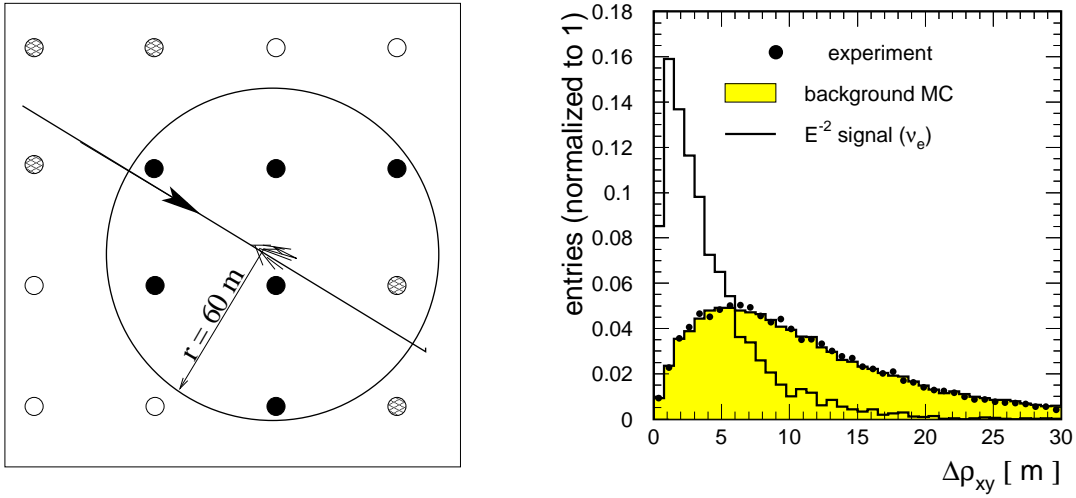 r = 60 m
entries (normalized to 1)
0.18
0.16
0.14
0.12
0.1
0.08
0.06
0.04
0.02
0
experiment
background MC
E⁻² signal (νₑ)
0 5 10 15 20 25 30
Δρxy [ m ]